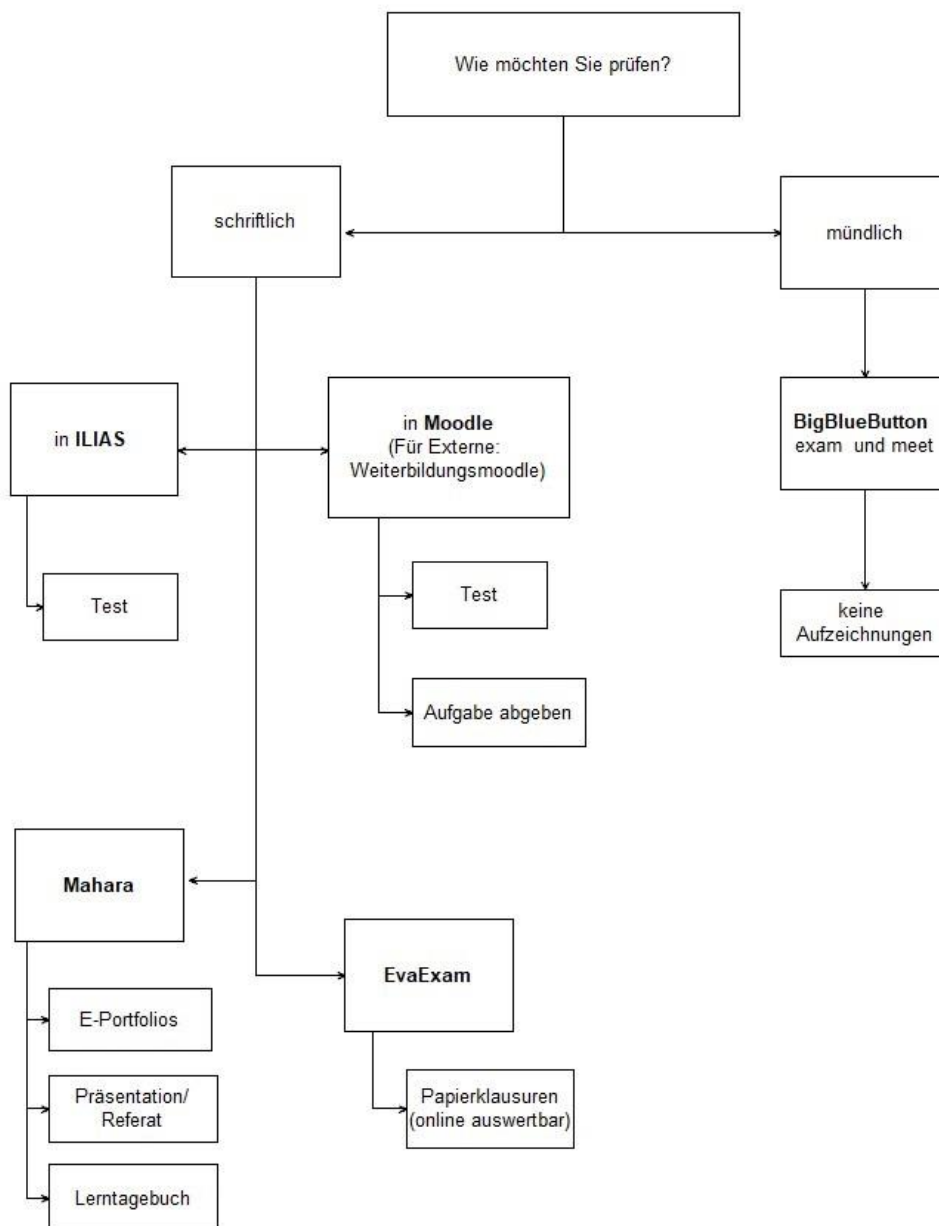 Wie möchten Sie prüfen?
schriftlich
mündlich
in ILIAS
in Moodle
(Für Externe:
Weiterbildungsmoodle)
BigBlueButton
exam und meet
Test
Test
keine
Aufzeichnungen
Aufgabe abgeben
Mahara
EvaExam
E-Portfolios
Präsentation/
Referat
Papierklausuren
(online auswertbar)
Lerntagebuch